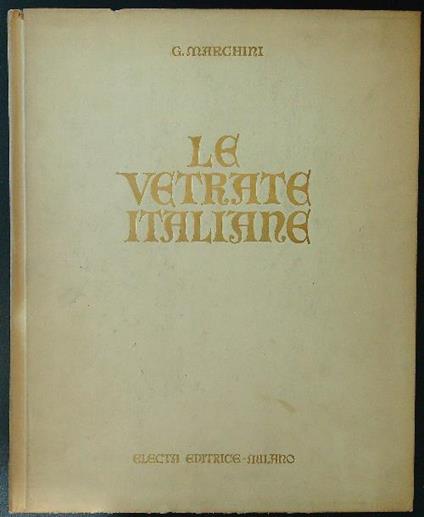 G. MARCHINI
LE
VETRATE
ITALIANE
ELECTA EDITRICE-MILANO